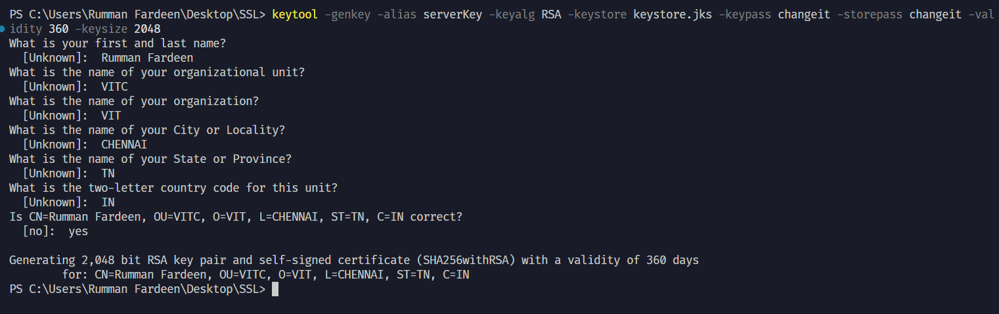 PS C:\Users\Rumman Fardeen\Desktop\SSL> keytool -genkey -alias serverKey -keyalg RSA -keystore keystore.jks -keypass changeit -storepass changeit -val
idity 360 -keysize 2048
What is your first and last name?
  [Unknown]:  Rumman Fardeen
What is the name of your organizational unit?
  [Unknown]:  VITC
What is the name of your organization?
  [Unknown]:  VIT
What is the name of your City or Locality?
  [Unknown]:  CHENNAI
What is the name of your State or Province?
  [Unknown]:  TN
What is the two-letter country code for this unit?
  [Unknown]:  IN
Is CN=Rumman Fardeen, OU=VITC, O=VIT, L=CHENNAI, ST=TN, C=IN correct?
  [no]:  yes

Generating 2,048 bit RSA key pair and self-signed certificate (SHA256withRSA) with a validity of 360 days
        for: CN=Rumman Fardeen, OU=VITC, O=VIT, L=CHENNAI, ST=TN, C=IN
PS C:\Users\Rumman Fardeen\Desktop\SSL>